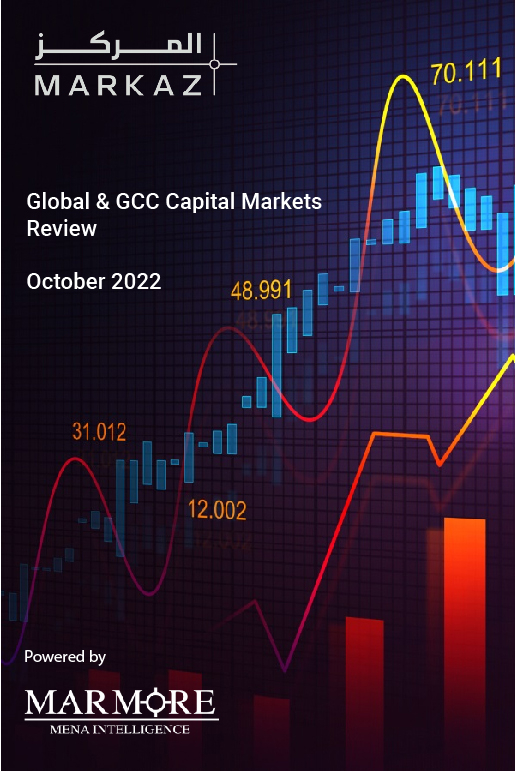 المركز
MARKAZ
70.111
Global & GCC Capital Markets
Review
October 2022
48.991
31.012
12.002
Powered by
MARMORE
MENA INTELLIGENCE